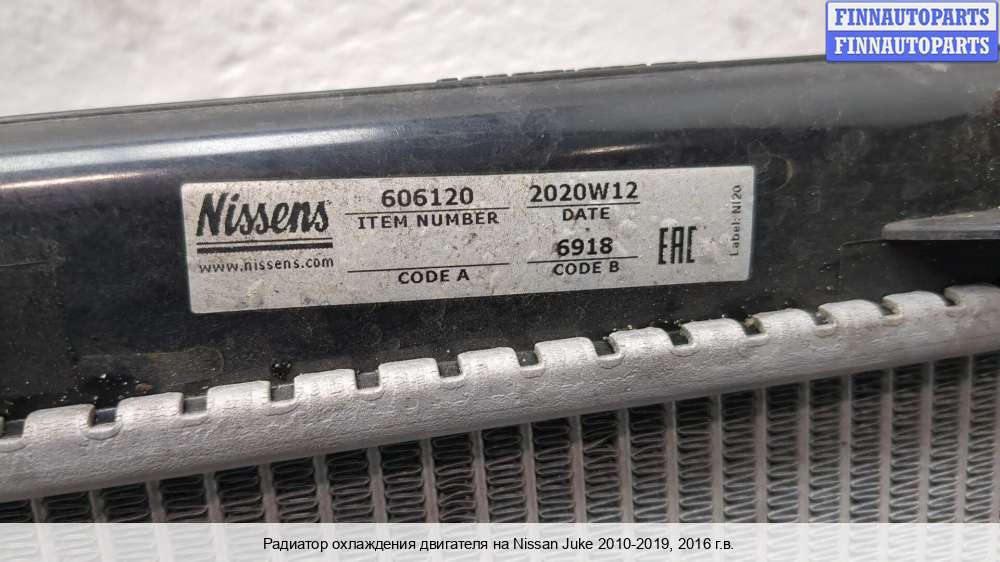 FINNAUTOPARTS
FINNAUTOPARTS
Nissens
www.nissens.com
606120
ITEM NUMBER
CODE A
2020W12
DATE
6918
CODE B
EAC
Label: NI20
Радиатор охлаждения двигателя на Nissan Juke 2010-2019, 2016 г.в.